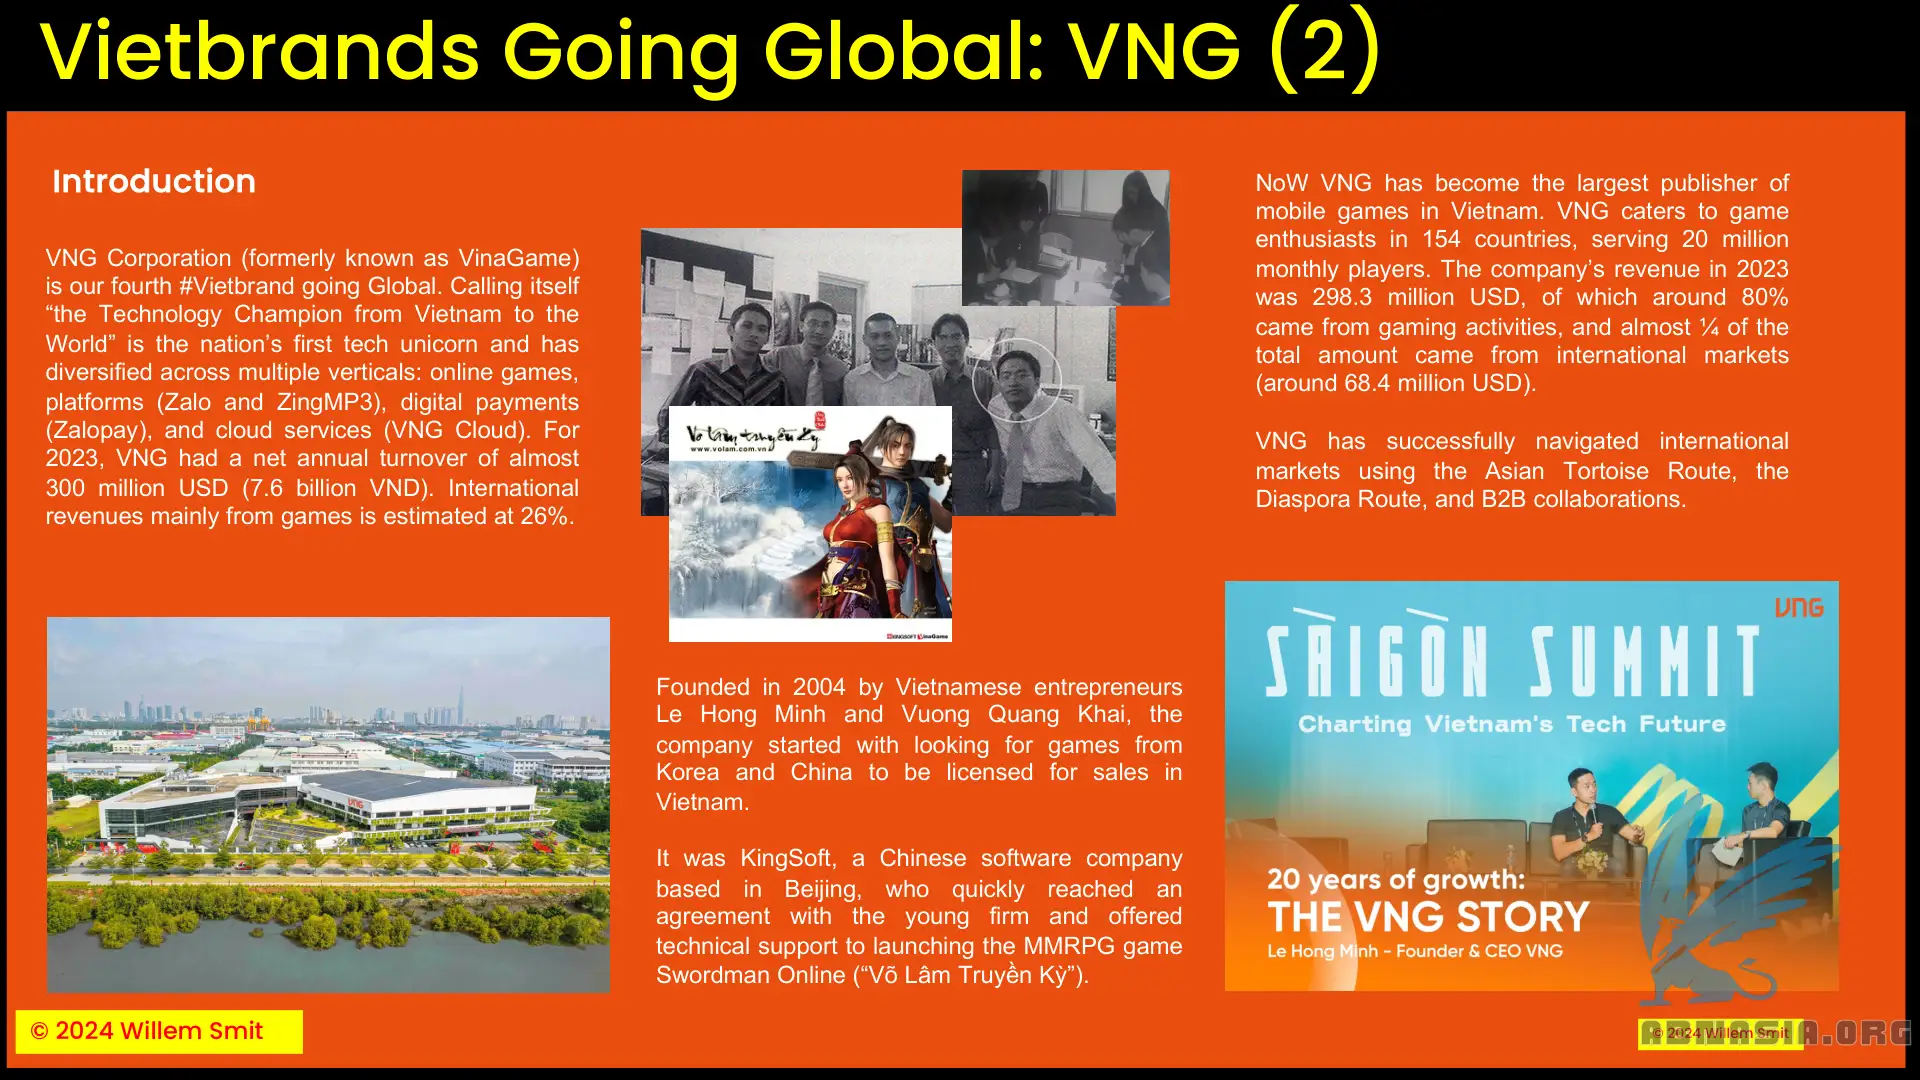 Vietbrands Going Global: VNG (2)
Introduction
VNG Corporation (formerly known as VinaGame)
is our fourth #Vietbrand going Global. Calling itself
“the Technology Champion from Vietnam to the
World” is the nation’s first tech unicorn and has
diversified across multiple verticals: online games,
platforms (Zalo and ZingMP3), digital payments
(Zalopay), and cloud services (VNG Cloud). For
2023, VNG had a net annual turnover of almost
300 million USD (7.6 billion VND). International
revenues mainly from games is estimated at 26%.
VNG
© 2024 Willem Smit
Võ Lâm Truyền Kỳ
www.volam.com.vn
KINGSOFT VinaGame
Founded in 2004 by Vietnamese entrepreneurs
Le Hong Minh and Vuong Quang Khai, the
company started with looking for games from
Korea and China to be licensed for sales in
Vietnam.
It was KingSoft, a Chinese software company
based in Beijing, who quickly reached an
agreement with the young firm and offered
technical support to launching the MMRPG game
Swordman Online (“Võ Lâm Truyền Kỳ”).
NoW VNG has become the largest publisher of
mobile games in Vietnam. VNG caters to game
enthusiasts in 154 countries, serving 20 million
monthly players. The company’s revenue in 2023
was 298.3 million USD, of which around 80%
came from gaming activities, and almost ¼ of the
total amount came from international markets
(around 68.4 million USD).
VNG has successfully navigated international
markets using the Asian Tortoise Route, the
Diaspora Route, and B2B collaborations.
VNG
SÀIGÒN SUMMIT
Charting Vietnam's Tech Future
20 years of growth:
THE VNG STORY
Le Hong Minh - Founder & CEO VNG
© 2024 Willem Smit
ABNASIA.ORG